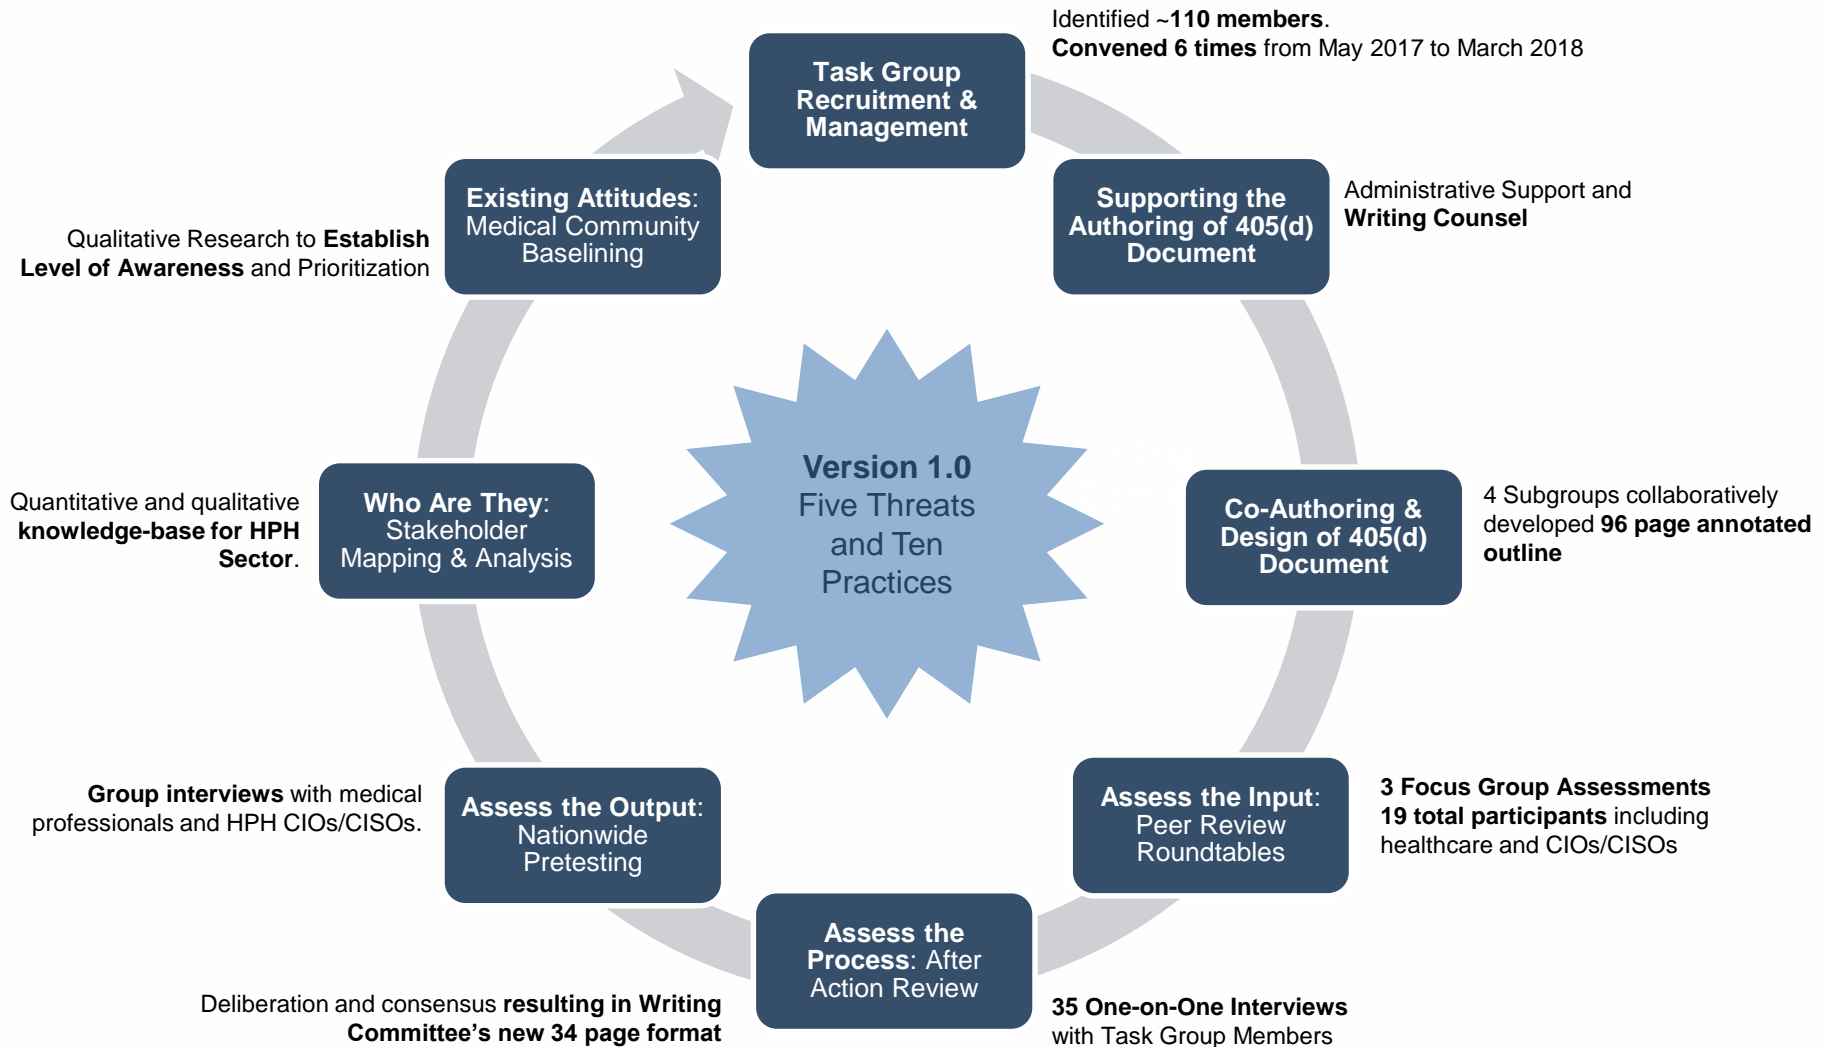 Identified ~110 members.
Convened 6 times from May 2017 to March 2018
Task Group
Recruitment &
Management
Supporting the
Authoring of 405(d)
Document
Administrative Support and
Writing Counsel
Co-Authoring &
Design of 405(d)
Document
4 Subgroups collaboratively
developed 96 page annotated
outline
Assess the Input:
Peer Review
Roundtables
3 Focus Group Assessments
19 total participants including
healthcare and CIOs/CISOs
Assess the
Process: After
Action Review
35 One-on-One Interviews
with Task Group Members
Deliberation and consensus resulting in Writing
Committee’s new 34 page format
Assess the Output:
Nationwide
Pretesting
Group interviews with medical
professionals and HPH CIOs/CISOs.
Who Are They:
Stakeholder
Mapping & Analysis
Quantitative and qualitative
knowledge-base for HPH
Sector.
Existing Attitudes:
Medical Community
Baselining
Qualitative Research to Establish
Level of Awareness and Prioritization
Version 1.0
Five Threats
and Ten
Practices